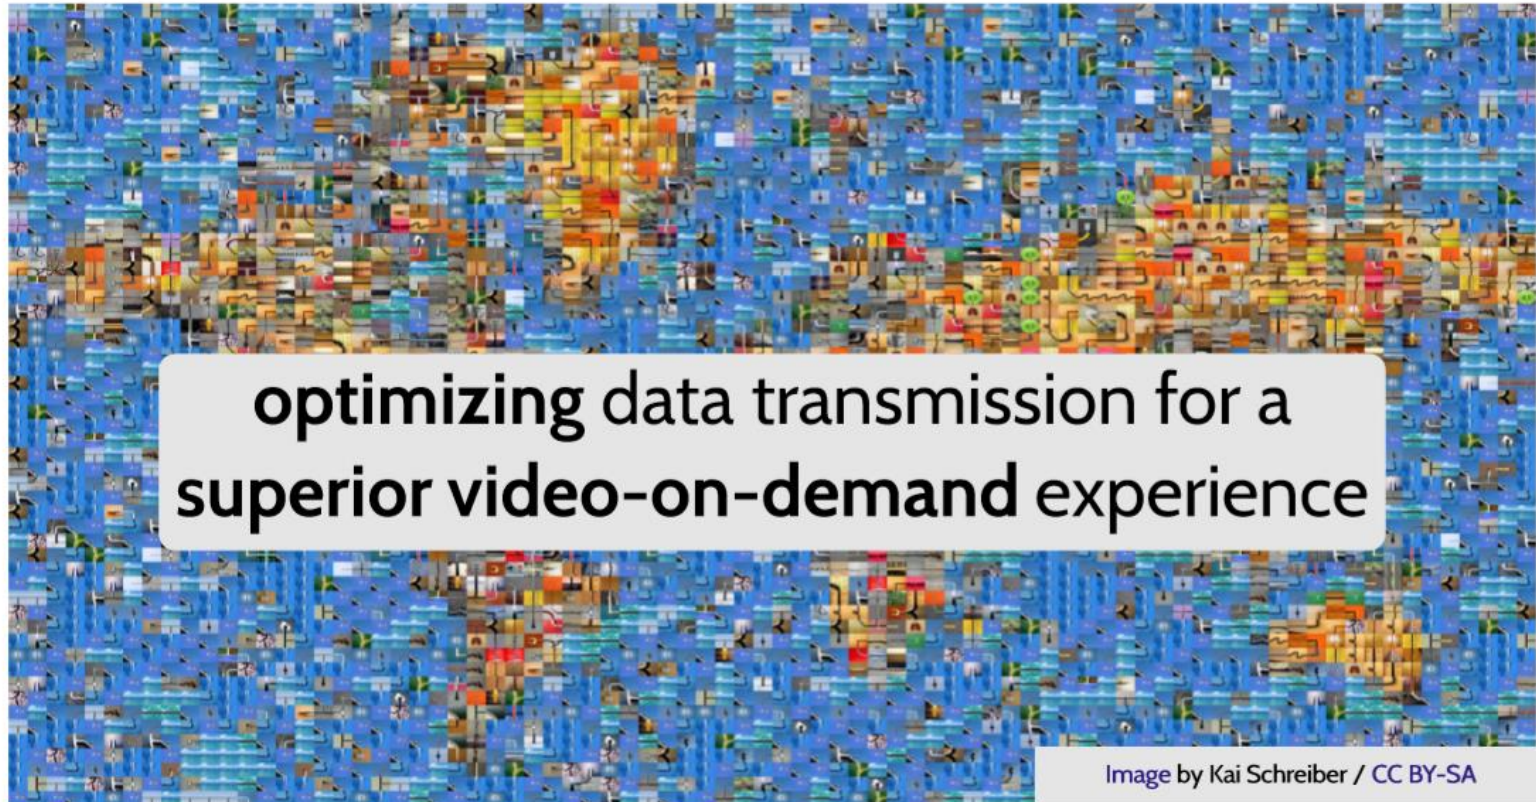 optimizing data transmission for a
superior video-on-demand experience
Image by Kai Schreiber / CC BY-SA